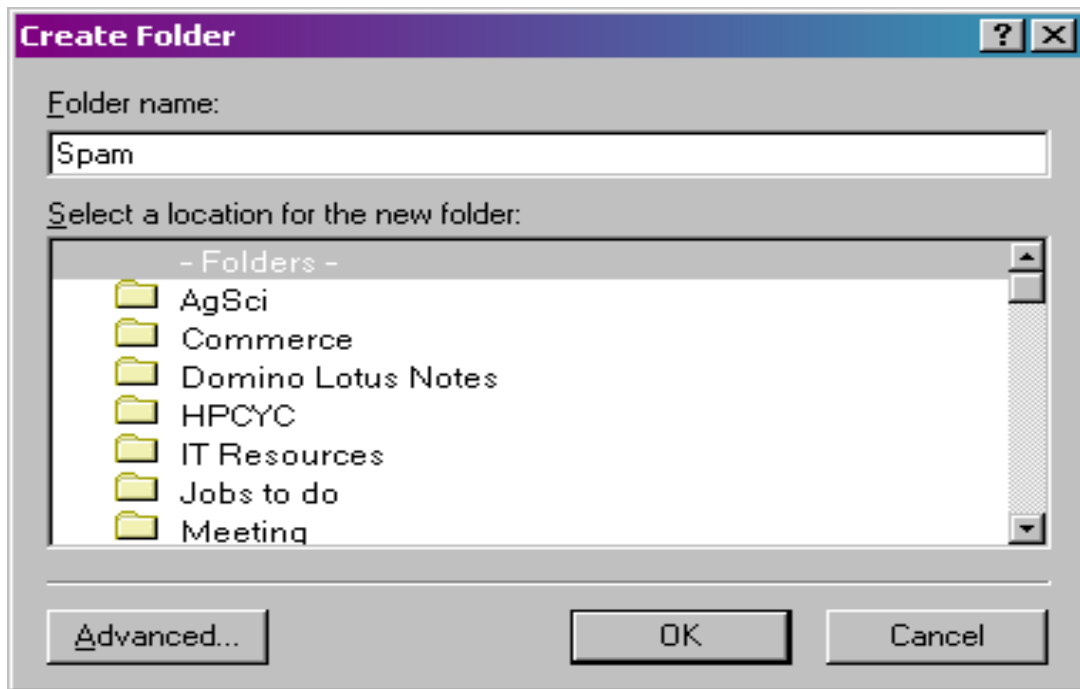 Create Folder
Folder name:
Spam
Select a location for the new folder:
- Folders -
AgSci
Commerce
Domino Lotus Notes
HPCYC
IT Resources
Jobs to do
Meeting
Advanced... OK Cancel